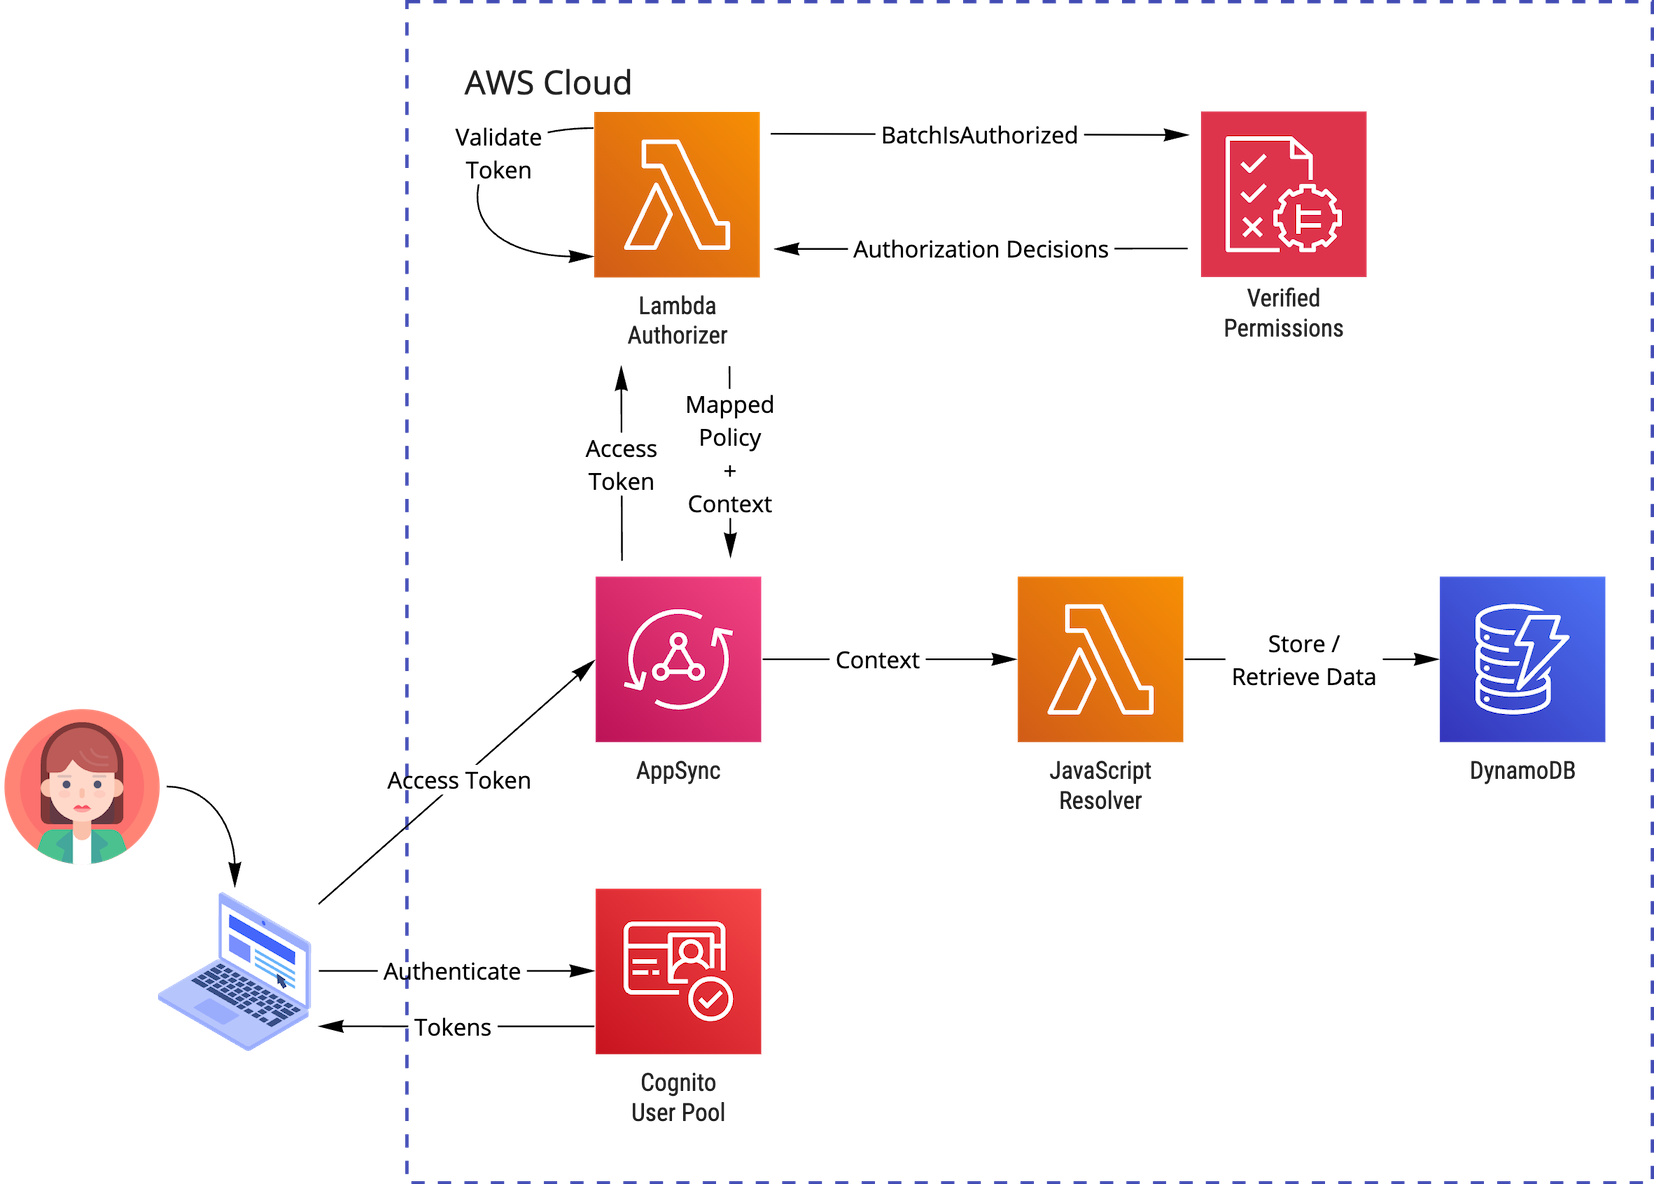 AWS Cloud
Validate
Token
BatchIsAuthorized
Authorization Decisions
Lambda
Authorizer
Verified
Permissions
Access
Token
Mapped
Policy
+
Context
Context
Store /
Retrieve Data
AppSync
JavaScript
Resolver
DynamoDB
Access Token
Authenticate
Tokens
Cognito
User Pool